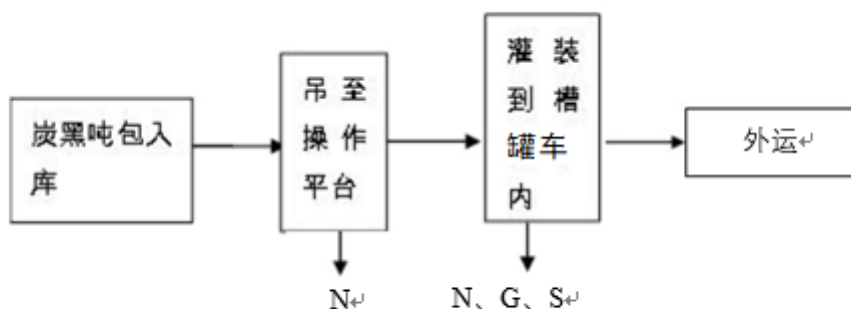 炭黑吨包入
库
吊至
操作
平台
灌装
到槽
罐车
内
外运↵
N↵
N、G、S↵